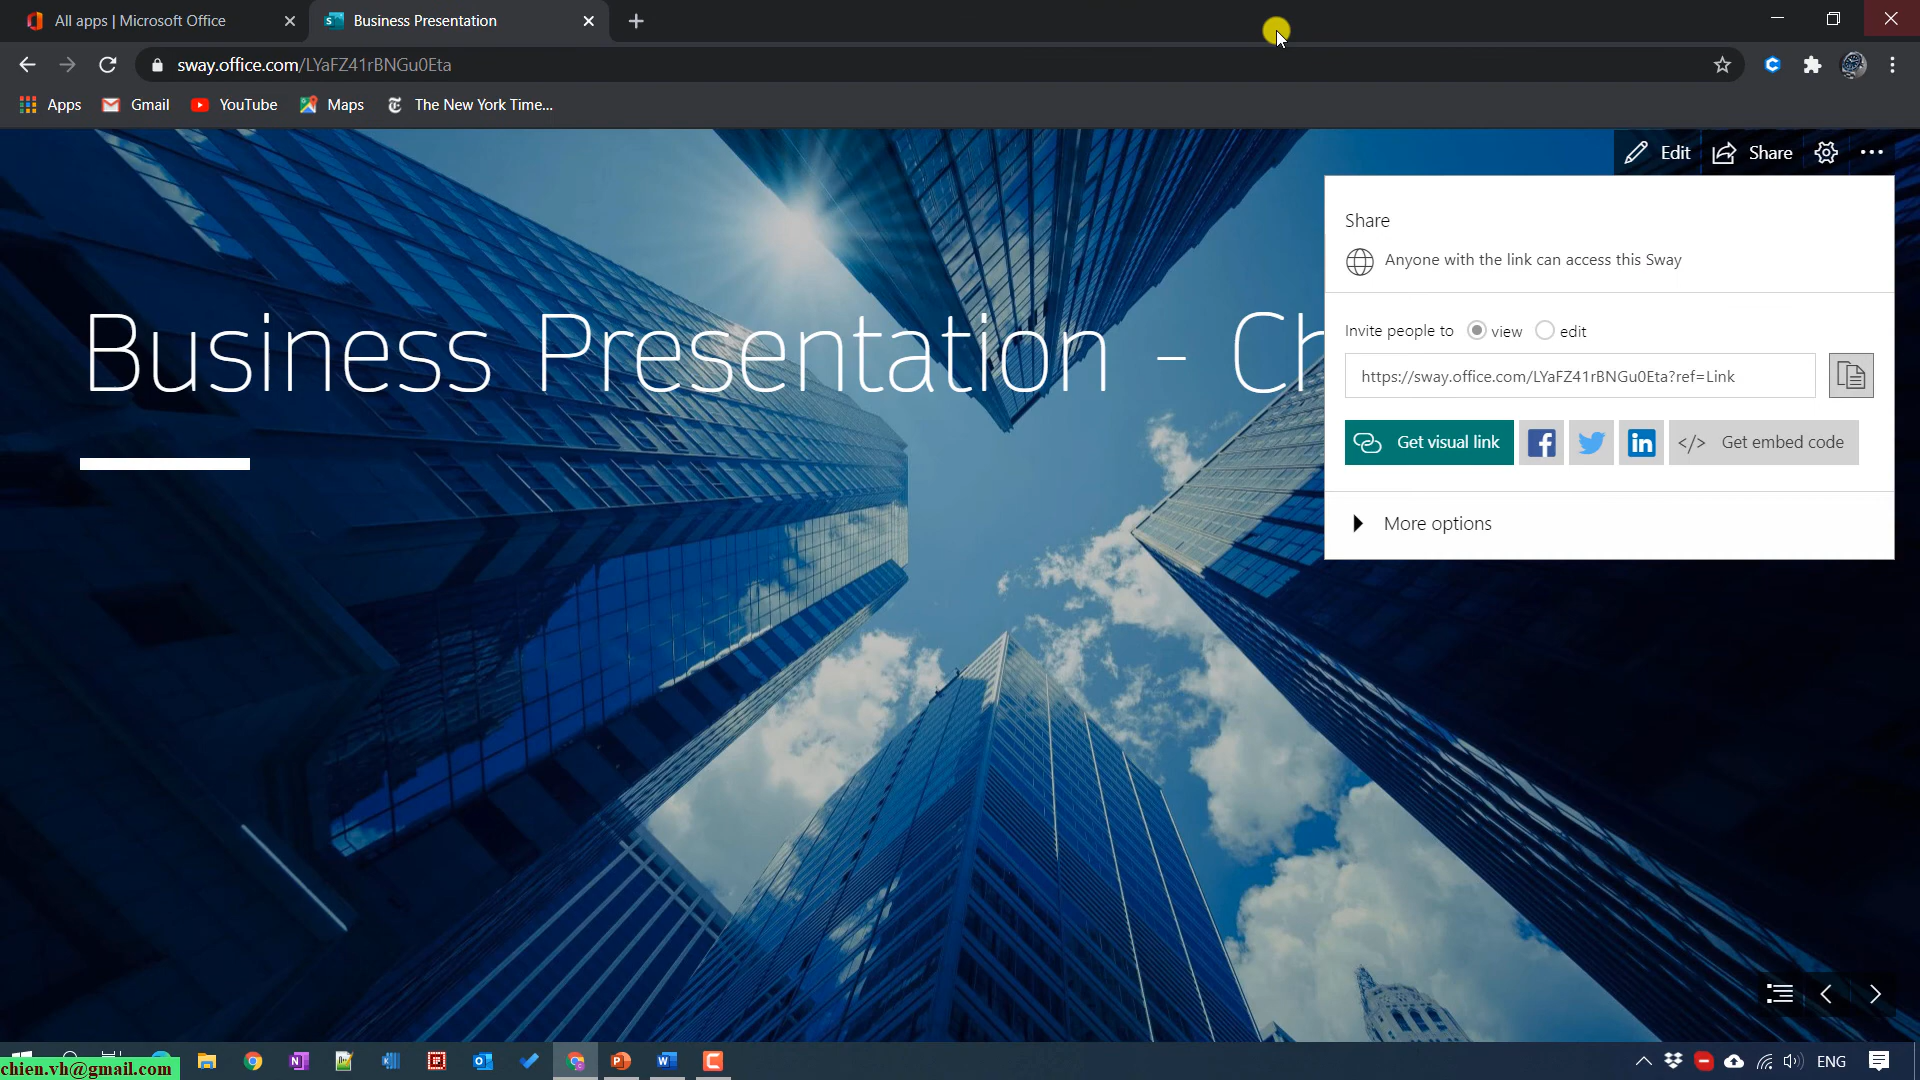 All apps | Microsoft Office
Business Presentation
sway.office.com/LYaFZ41rBNGu0Eta
Apps
Gmail
YouTube
Maps
The New York Time...
Edit
Share
Share
Anyone with the link can access this Sway
Invite people to
view
edit
https://sway.office.com/LYaFZ41rBNGu0Eta?ref=Link
Get visual link
</> Get embed code
More options
Business Presentation - Ch
chien.vh@gmail.com
ENG